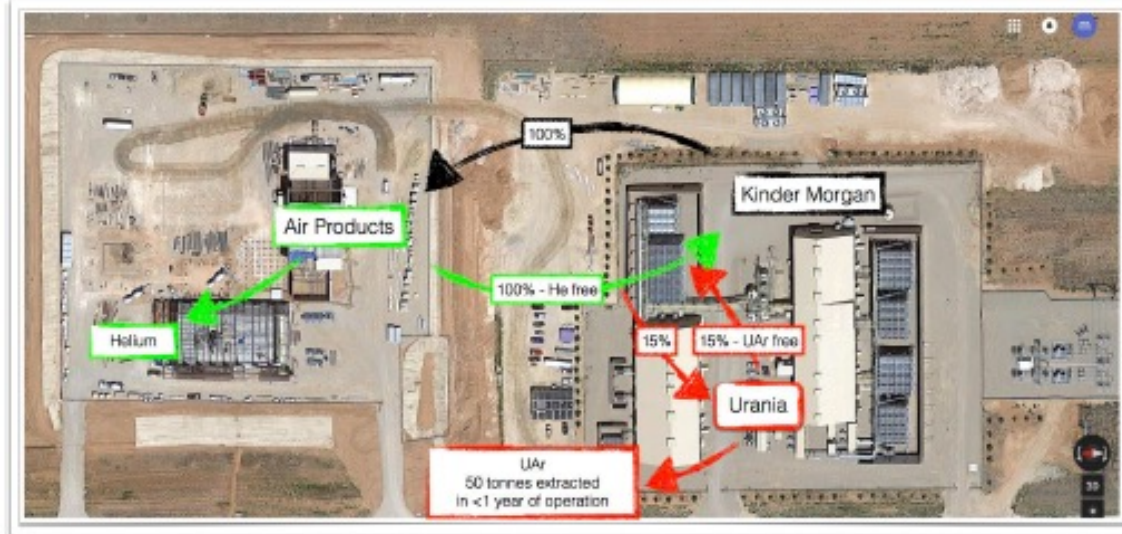 100%
Kinder Morgan
Air Products
100% - He free
Helium
15%
15% - UAr free
Urania
UAr
50 tonnes extracted
in <1 year of operation
3D